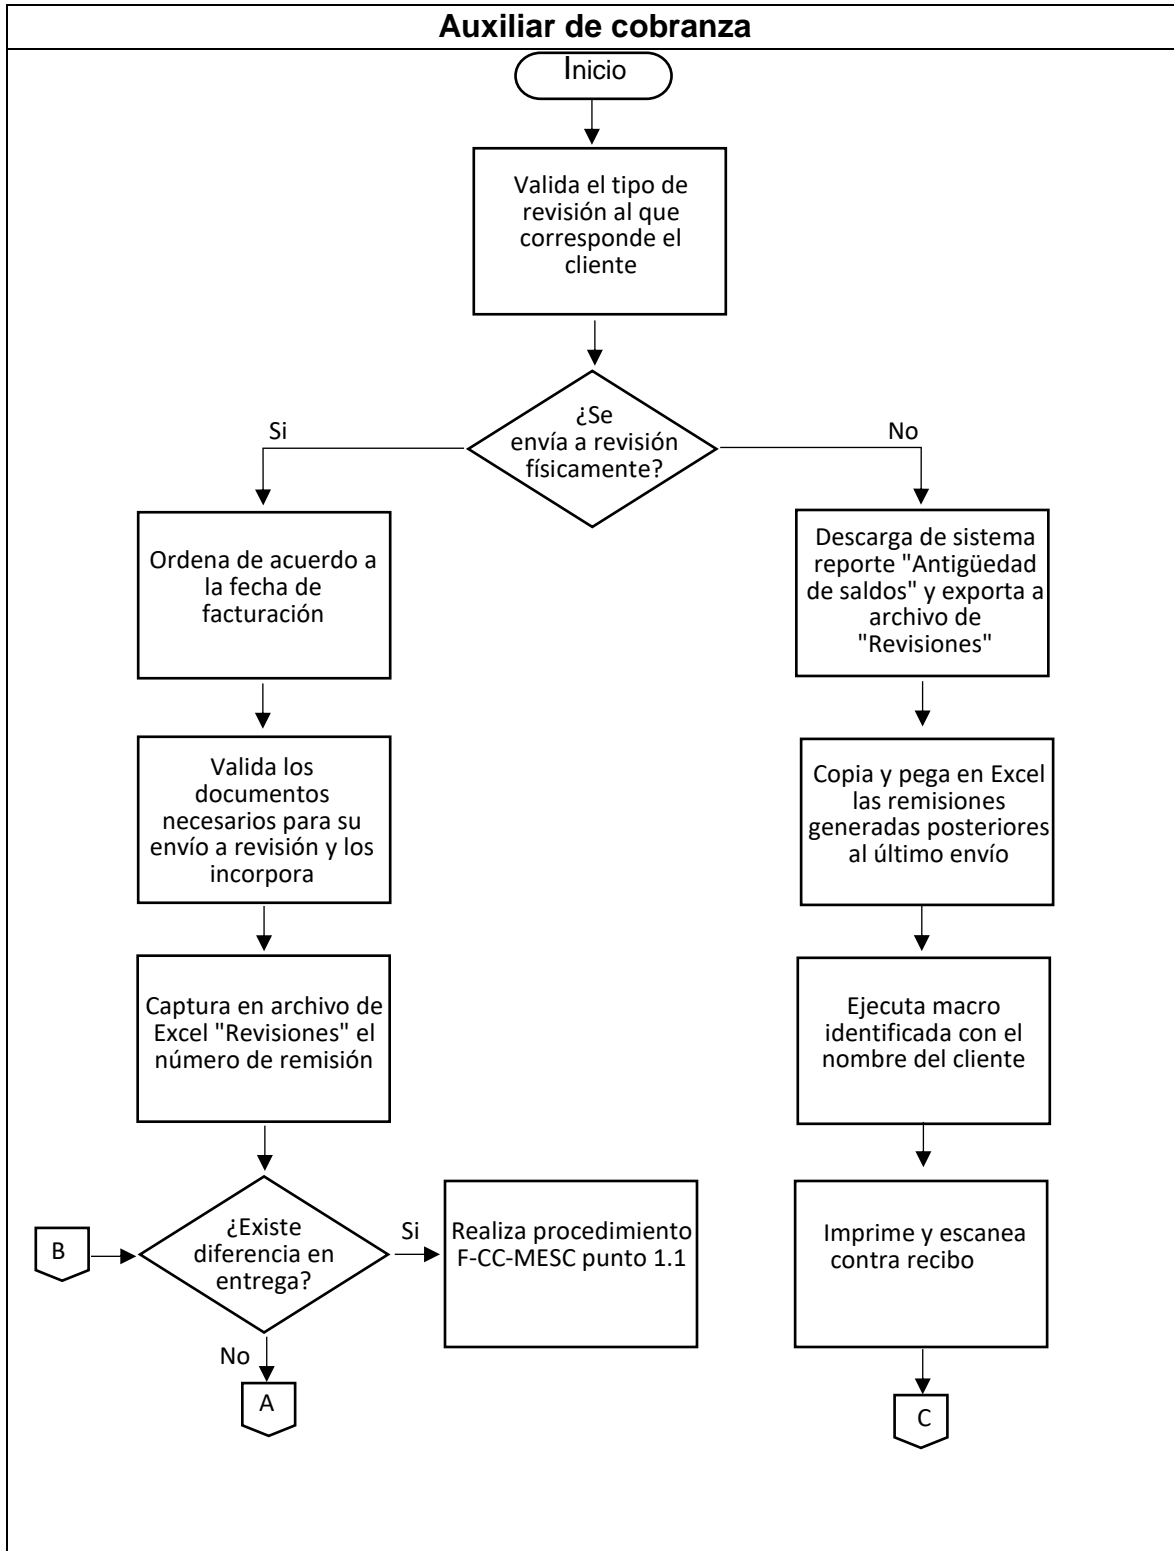 Auxiliar de cobranza
Inicio
Valida el tipo de
revisión al que
corresponde el
cliente
¿Se
envía a revisión
físicamente?
Si
No
Ordena de acuerdo a
la fecha de
facturación
Descarga de sistema
reporte "Antigüedad
de saldos" y exporta a
archivo de
"Revisiones"
Valida los
documentos
necesarios para su
envío a revisión y los
incorpora
Copia y pega en Excel
las remisiones
generadas posteriores
al último envío
Captura en archivo de
Excel "Revisiones" el
número de remisión
Ejecuta macro
identificada con el
nombre del cliente
B
¿Existe
diferencia en
entrega?
Si
Realiza procedimiento
F-CC-MESC punto 1.1
Imprime y escanea
contra recibo
No
A
C